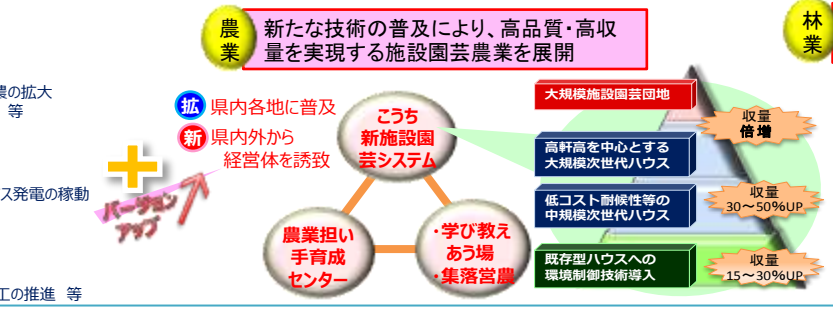 農業
新たな技術の普及により、高品質・高収
量を実現する施設園芸農業を展開
林業
の拡大
等
拡 県内各地に普及
新 県内外から
経営体を誘致
ス発電の稼動
バージョン
アップ
工の推進 等
こうち
新施設園
芸システム
農業担い
手育成
センター
・学び教え
あう場
・集落営農
大規模施設園芸団地
高軒高を中心とする
大規模次世代ハウス
低コスト耐候性等の
中規模次世代ハウス
既存型ハウスへの
環境制御技術導入
収量
倍増
収量
30～50%UP
収量
15～30%UP